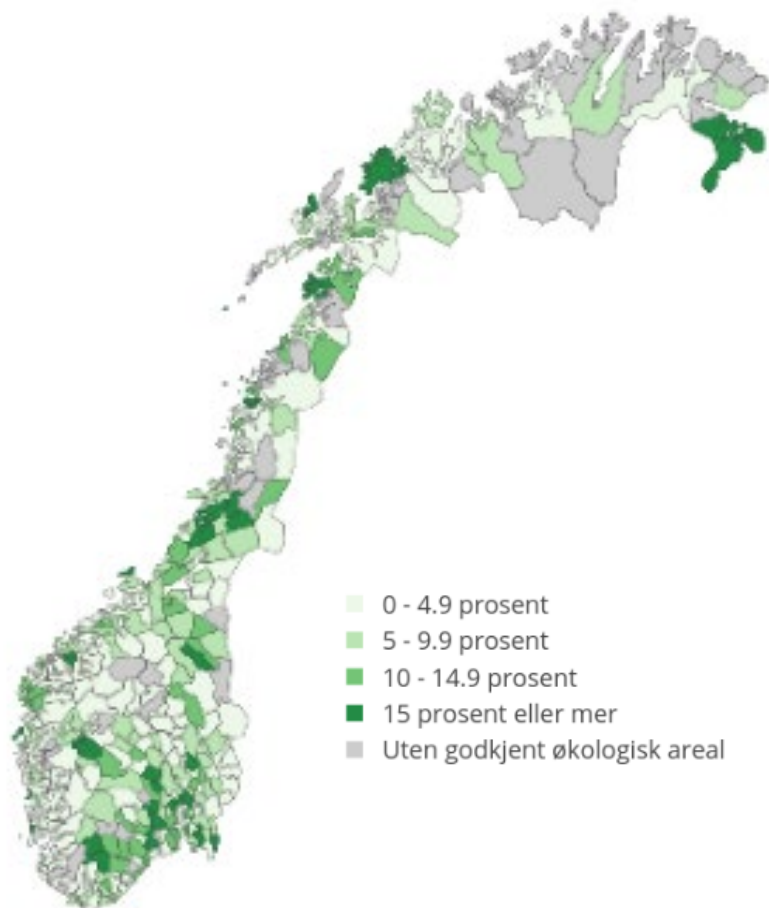 0 - 4.9 prosent
5 - 9.9 prosent
10 - 14.9 prosent
15 prosent eller mer
Uten godkjent økologisk areal